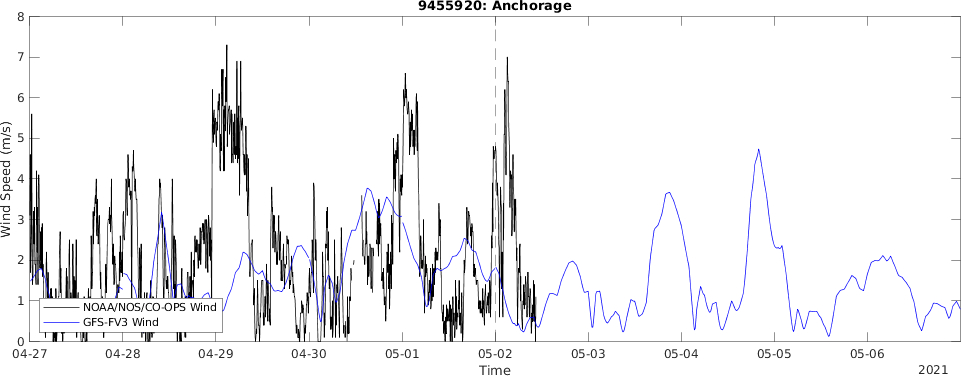 9455920: Anchorage
8
7
6
5
4
3
2
1
0
Wind Speed (m/s)
NOAA/NOS/CO-OPS Wind
GFS-FV3 Wind
04-27 04-28 04-29 04-30 05-01 05-02 05-03 05-04 05-05 05-06
Time
2021